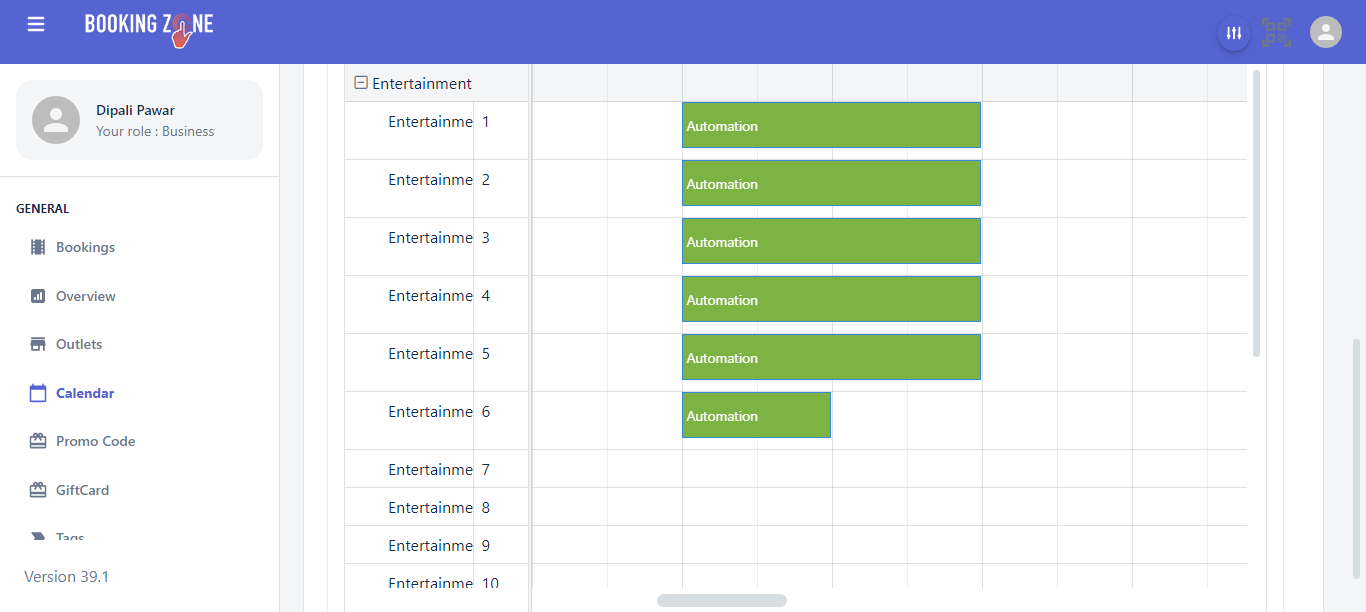 BOOKING ZONE
Dipali Pawar
Your role : Business
GENERAL
Bookings
Overview
Outlets
Calendar
Promo Code
GiftCard
Tags
Version 39.1
Entertainment
Entertainme 1 Automation
Entertainme 2 Automation
Entertainme 3 Automation
Entertainme 4 Automation
Entertainme 5 Automation
Entertainme 6 Automation
Entertainme 7
Entertainme 8
Entertainme 9
Entertainme 10